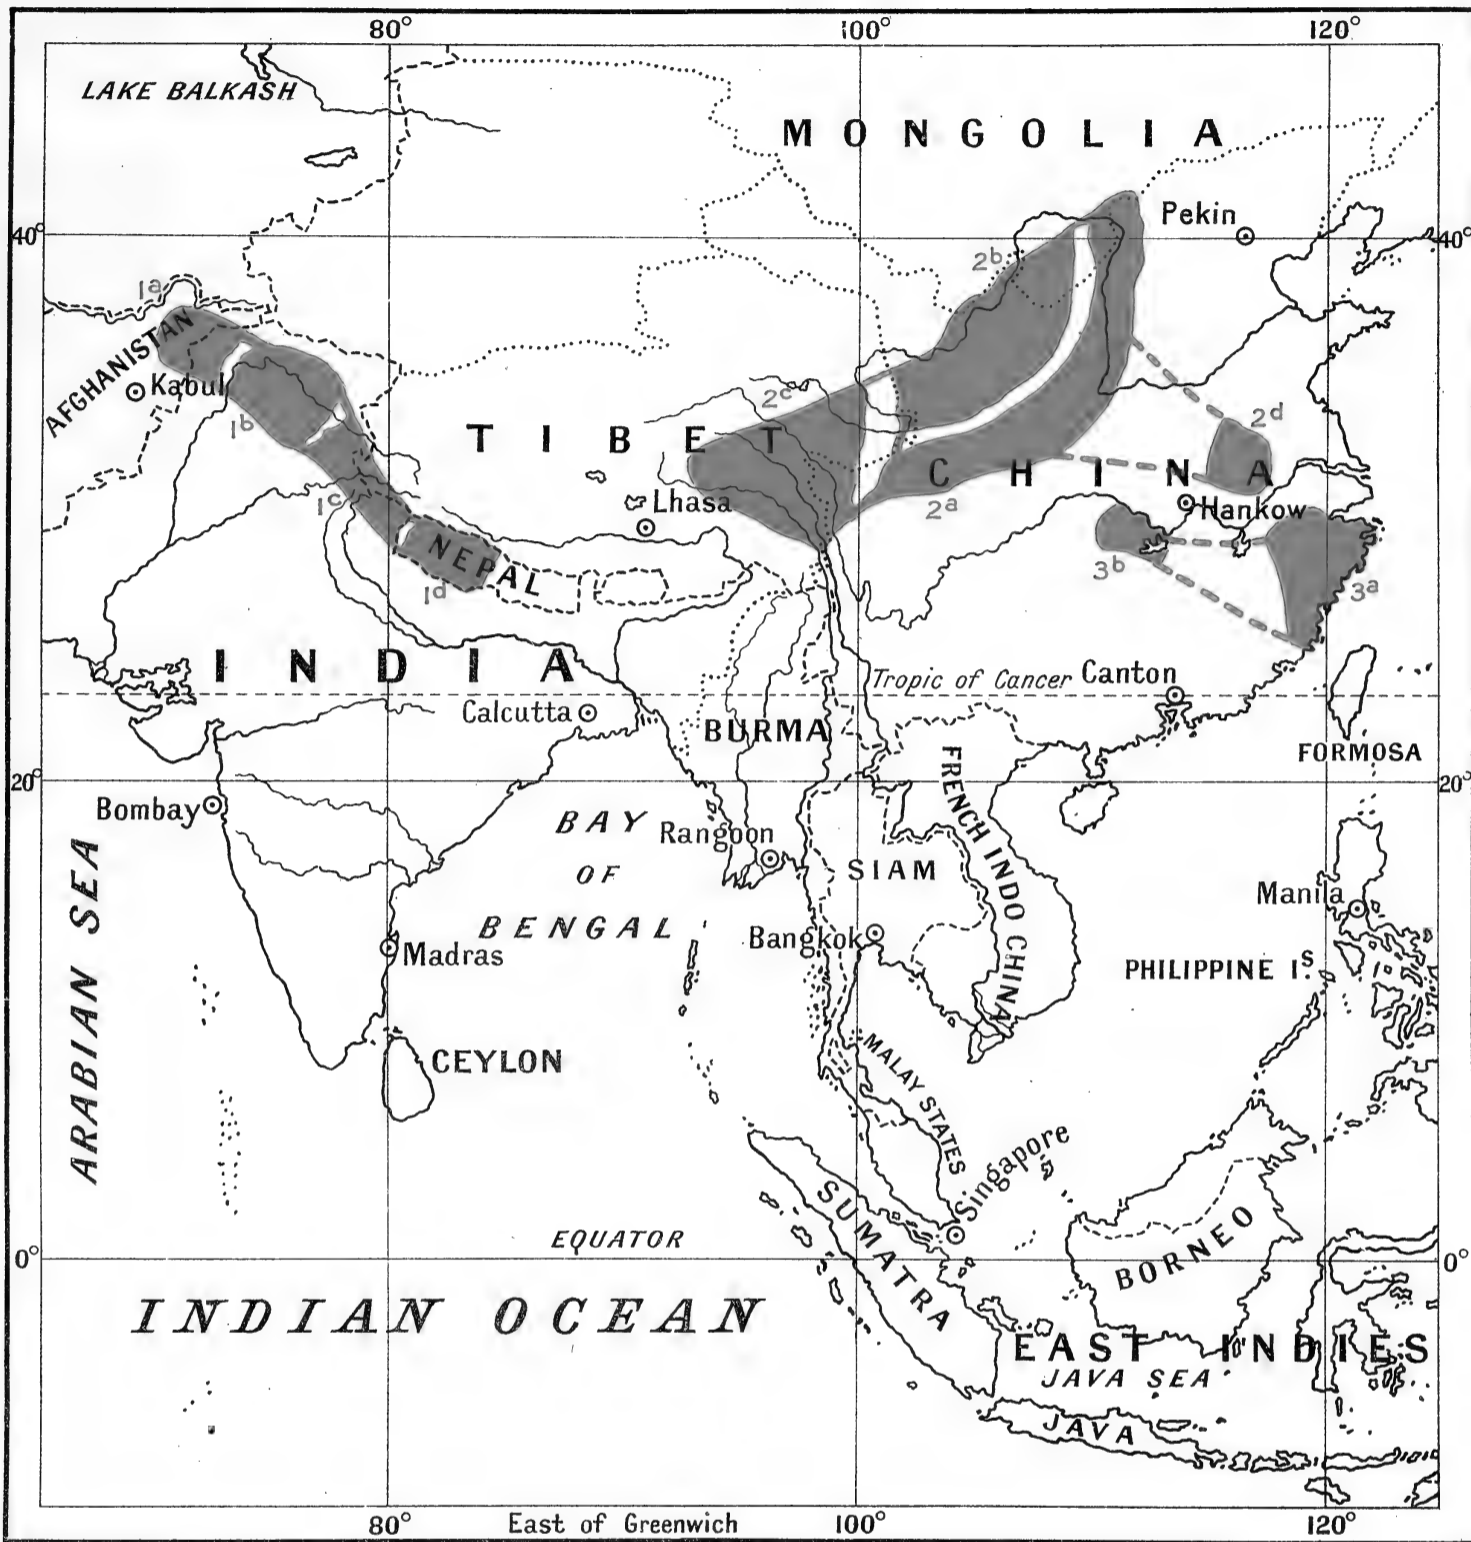 80° 100° 120°
LAKE BALKASH
MONGOLIA
Pekin
40° 40°
2ᵇ
1ᵃ
AFGHANISTAN
Kabul
2ᶜ
1ᵇ
2ᵈ
TIBET
CHINA
Lhasa
1ᶜ
2ᵃ
Hankow
NEPAL
1ᵈ
3ᵇ
3ᵃ
INDIA
Tropic of Cancer
Canton
Calcutta
BURMA
FORMOSA
20° 20°
FRENCH INDO CHINA
Bombay
BAY
OF
BENGAL
Rangoon
SIAM
Manila
ARABIAN SEA
Bangkok
Madras
PHILIPPINE Iˢ.
CEYLON
MALAY STATES
Singapore
SUMATRA
BORNEO
EQUATOR
0° 0°
INDIAN OCEAN
EAST INDIES
JAVA SEA
JAVA
80° East of Greenwich 100° 120°